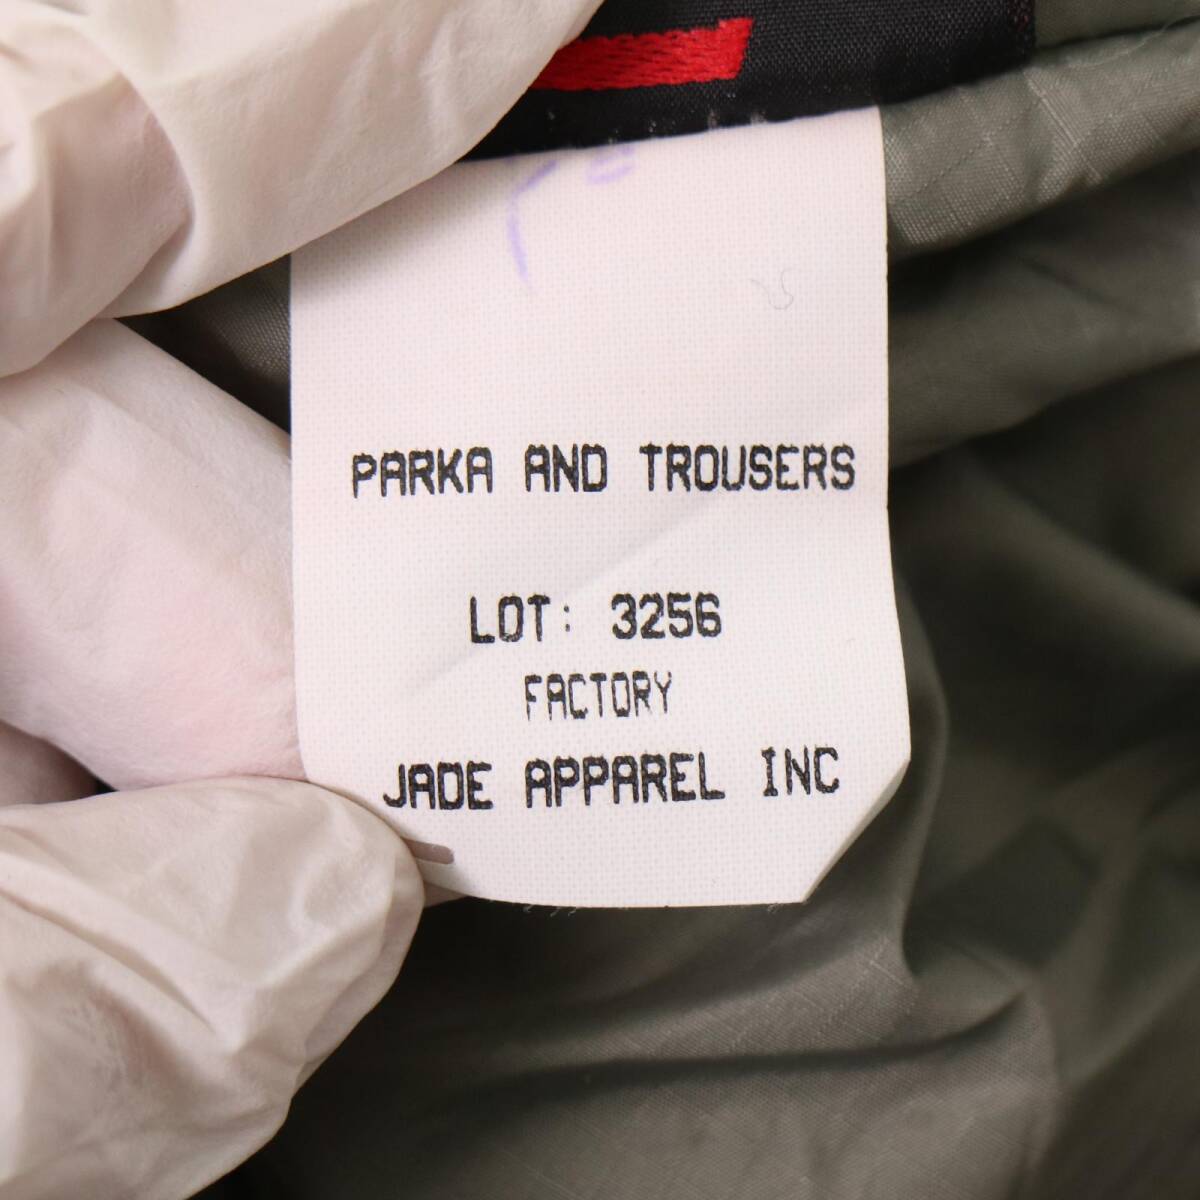 PARKA AND TROUSERS
LOT: 3256
FACTORY
JADE APPAREL INC